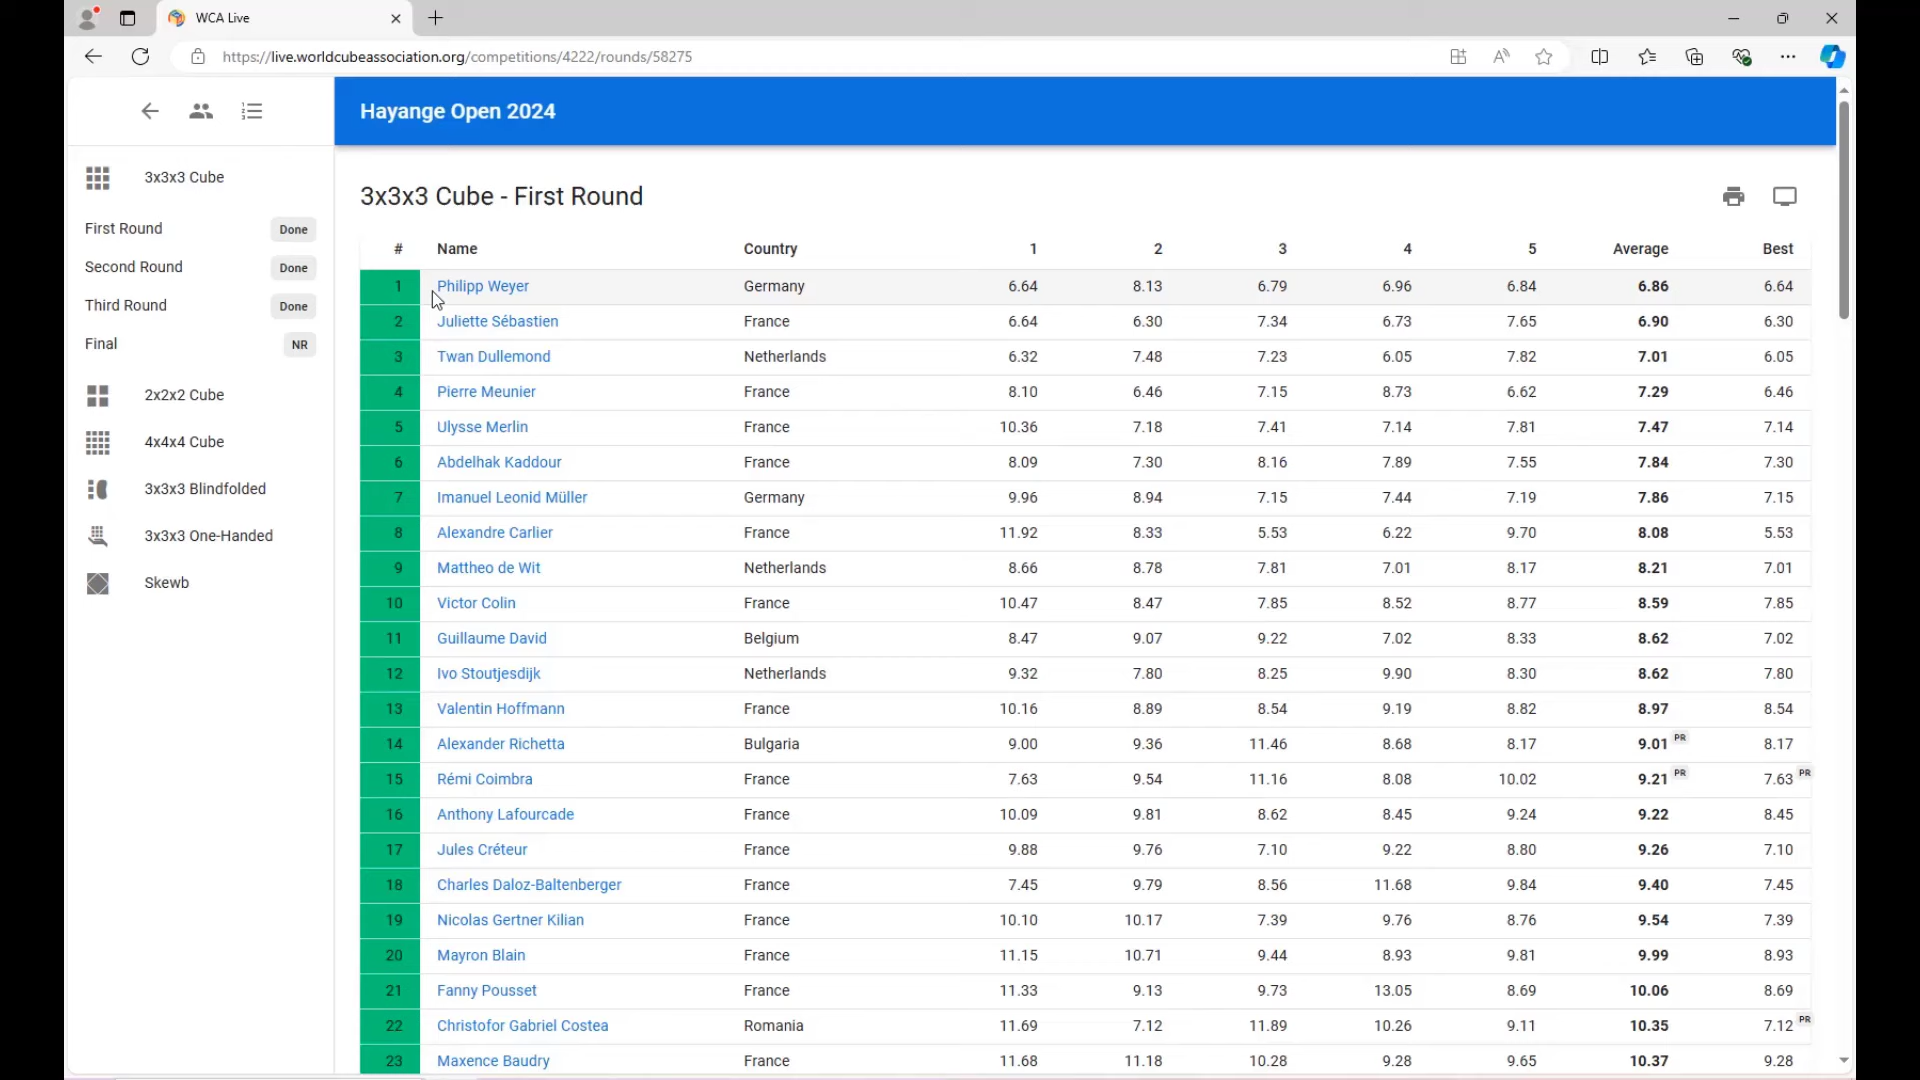 WCA Live
https://live.worldcubeassociation.org/competitions/4222/rounds/58275
Hayange Open 2024
3x3x3 Cube
First Round Done
Second Round Done
Third Round Done
Final NR
2x2x2 Cube
4x4x4 Cube
3x3x3 Blindfolded
3x3x3 One-Handed
Skewb
3x3x3 Cube - First Round
# Name Country 1 2 3 4 5 Average Best
1 Philipp Weyer Germany 6.64 8.13 6.79 6.96 6.84 6.86 6.64
2 Juliette Sébastien France 6.64 6.30 7.34 6.73 7.65 6.90 6.30
3 Twan Dullemond Netherlands 6.32 7.48 7.23 6.05 7.82 7.01 6.05
4 Pierre Meunier France 8.10 6.46 7.15 8.73 6.62 7.29 6.46
5 Ulysse Merlin France 10.36 7.18 7.41 7.14 7.81 7.47 7.14
6 Abdelhak Kaddour France 8.09 7.30 8.16 7.89 7.55 7.84 7.30
7 Imanuel Leonid Müller Germany 9.96 8.94 7.15 7.44 7.19 7.86 7.15
8 Alexandre Carlier France 11.92 8.33 5.53 6.22 9.70 8.08 5.53
9 Mattheo de Wit Netherlands 8.66 8.78 7.81 7.01 8.17 8.21 7.01
10 Victor Colin France 10.47 8.47 7.85 8.52 8.77 8.59 7.85
11 Guillaume David Belgium 8.47 9.07 9.22 7.02 8.33 8.62 7.02
12 Ivo Stoutjesdijk Netherlands 9.32 7.80 8.25 9.90 8.30 8.62 7.80
13 Valentin Hoffmann France 10.16 8.89 8.54 9.19 8.82 8.97 8.54
14 Alexander Richetta Bulgaria 9.00 9.36 11.46 8.68 8.17 9.01 PR 8.17
15 Rémi Coimbra France 7.63 9.54 11.16 8.08 10.02 9.21 PR 7.63 PR
16 Anthony Lafourcade France 10.09 9.81 8.62 8.45 9.24 9.22 8.45
17 Jules Créteur France 9.88 9.76 7.10 9.22 8.80 9.26 7.10
18 Charles Daloz-Baltenberger France 7.45 9.79 8.56 11.68 9.84 9.40 7.45
19 Nicolas Gertner Kilian France 10.10 10.17 7.39 9.76 8.76 9.54 7.39
20 Mayron Blain France 11.15 10.71 9.44 8.93 9.81 9.99 8.93
21 Fanny Pousset France 11.33 9.13 9.73 13.05 8.69 10.06 8.69
22 Christofor Gabriel Costea Romania 11.69 7.12 11.89 10.26 9.11 10.35 7.12 PR
23 Maxence Baudry France 11.68 11.18 10.28 9.28 9.65 10.37 9.28